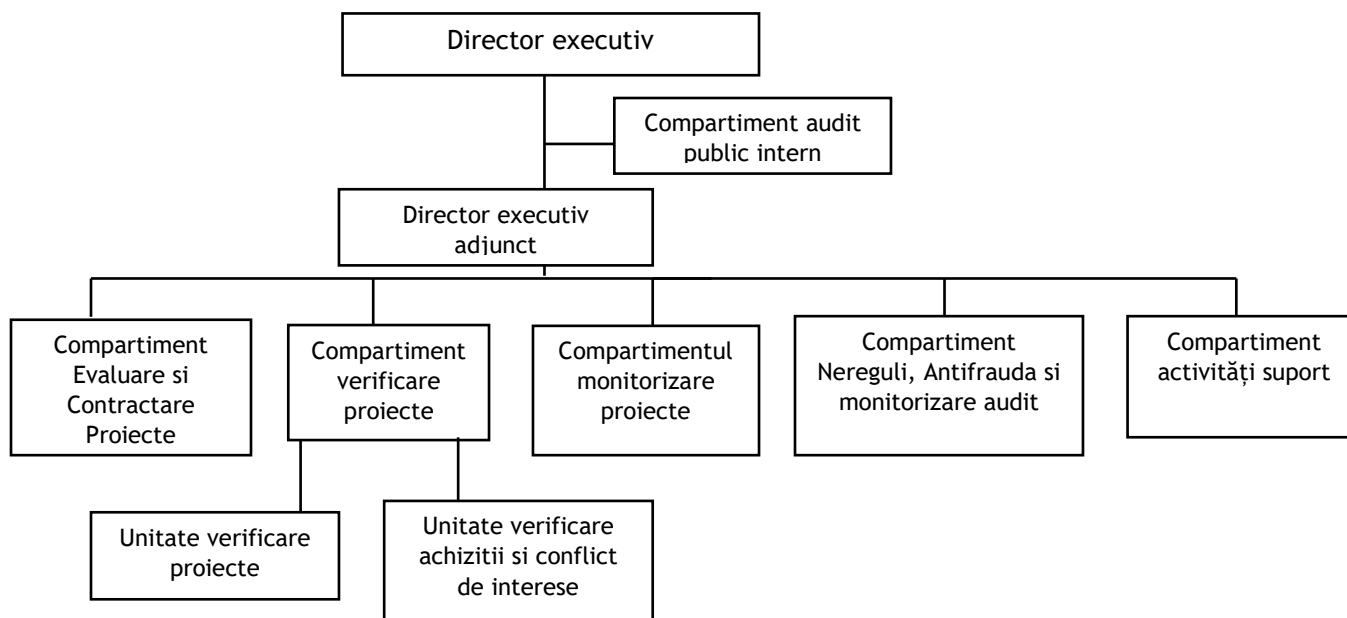 Director executiv
Compartiment audit
public intern
Director executiv
adjunct
Compartiment
Evaluare si
Contractare
Proiecte
Compartiment
verificare
proiecte
Compartimentul
monitorizare
proiecte
Compartiment
Nereguli, Antifrauda si
monitorizare audit
Compartiment
activități suport
Unitate verificare
proiecte
Unitate verificare
achizitii si conflict
de interese